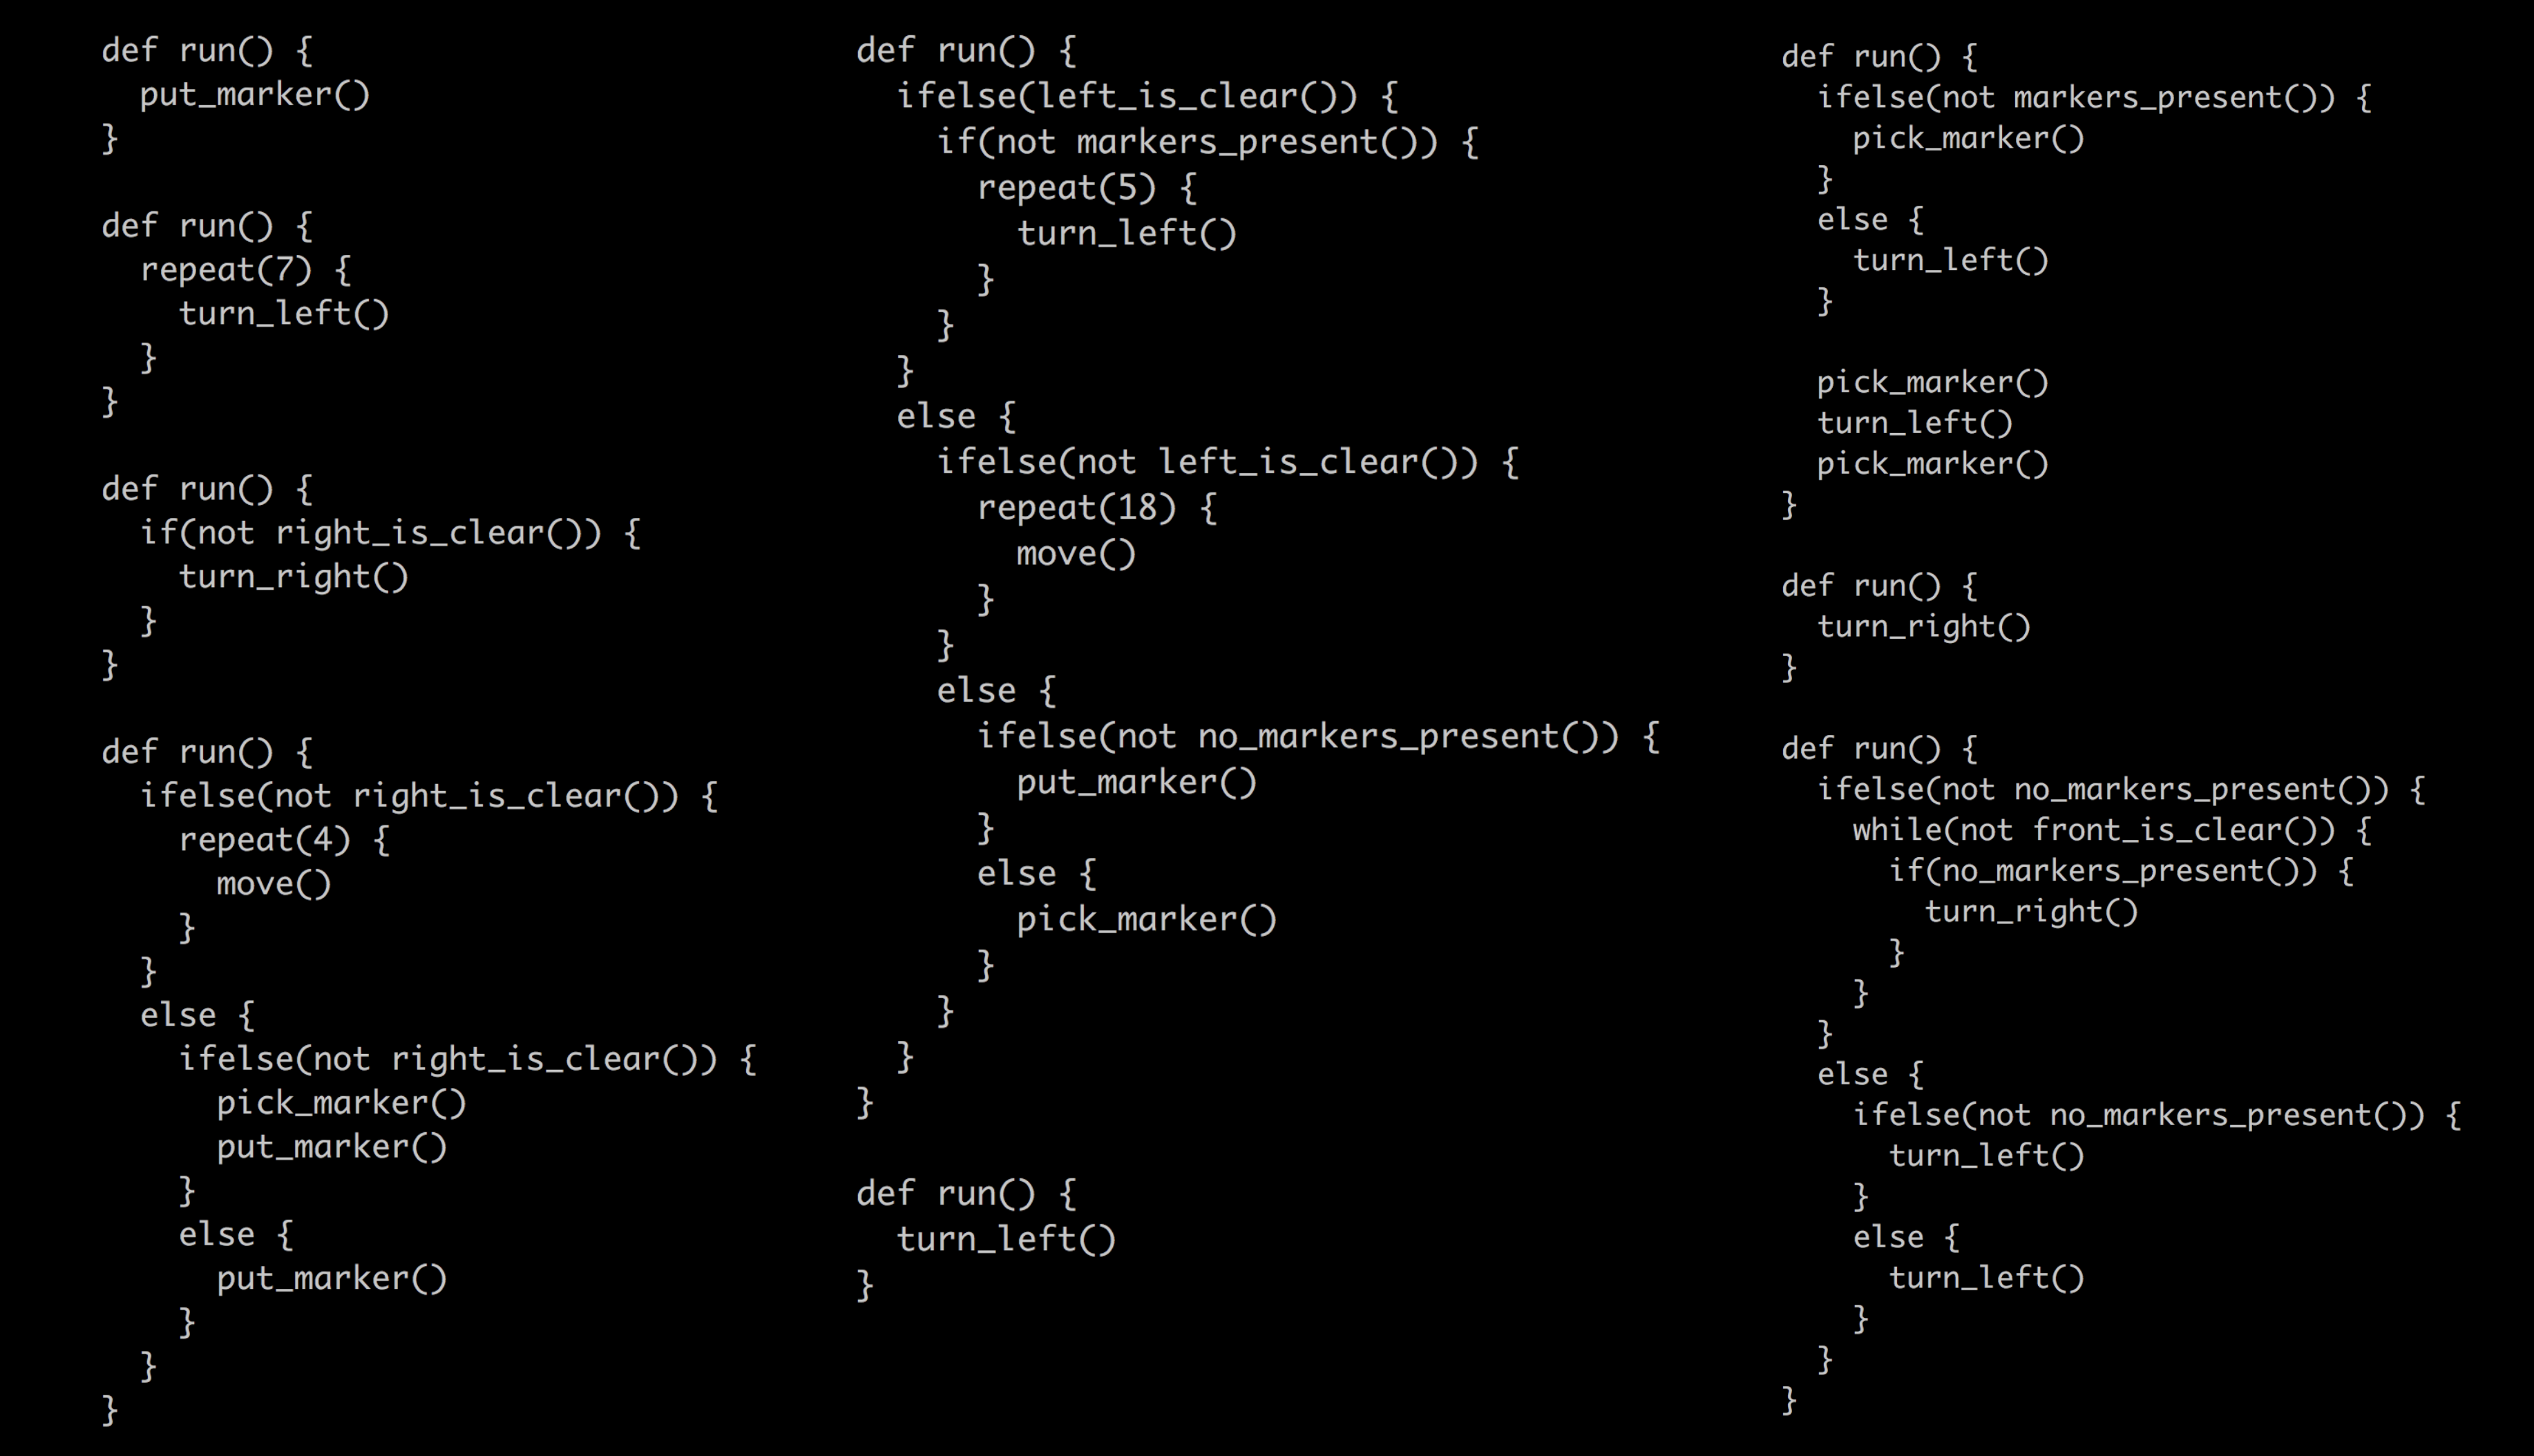 def run() {
  put_marker()
}

def run() {
  repeat(7) {
    turn_left()
  }
}

def run() {
  if(not right_is_clear()) {
    turn_right()
  }
}

def run() {
  ifelse(not right_is_clear()) {
    repeat(4) {
      move()
    }
  }
  else {
    ifelse(not right_is_clear()) {
      pick_marker()
      put_marker()
    }
    else {
      put_marker()
    }
  }
}

def run() {
  ifelse(left_is_clear()) {
    if(not markers_present()) {
      repeat(5) {
        turn_left()
      }
    }
  }
  else {
    ifelse(not left_is_clear()) {
      repeat(18) {
        move()
      }
    }
    else {
      ifelse(not no_markers_present()) {
        put_marker()
      }
      else {
        pick_marker()
      }
    }
  }
}

def run() {
  turn_left()
}

def run() {
  ifelse(not markers_present()) {
    pick_marker()
  }
  else {
    turn_left()
  }

  pick_marker()
  turn_left()
  pick_marker()
}

def run() {
  turn_right()
}

def run() {
  ifelse(not no_markers_present()) {
    while(not front_is_clear()) {
      if(no_markers_present()) {
        turn_right()
      }
    }
  }
  else {
    ifelse(not no_markers_present()) {
      turn_left()
    }
    else {
      turn_left()
    }
  }
}